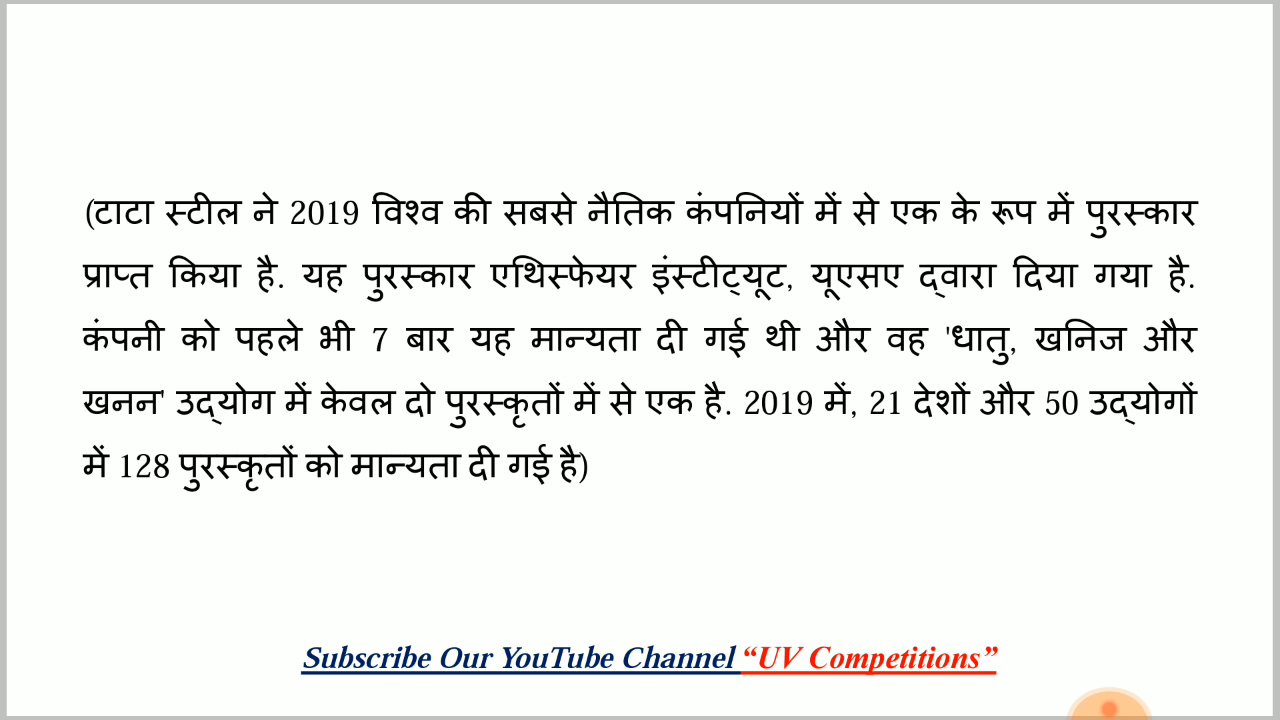 (टाटा स्टील ने 2019 विश्व की सबसे नैतिक कंपनियों में से एक के रूप में पुरस्कार
प्राप्त किया है. यह पुरस्कार एथिस्फेयर इंस्टीट्यूट, यूएसए द्वारा दिया गया है.
कंपनी को पहले भी 7 बार यह मान्यता दी गई थी और वह 'धातु, खनिज और
खनन' उद्योग में केवल दो पुरस्कृतों में से एक है. 2019 में, 21 देशों और 50 उद्योगों
में 128 पुरस्कृतों को मान्यता दी गई है)
Subscribe Our YouTube Channel “UV Competitions”